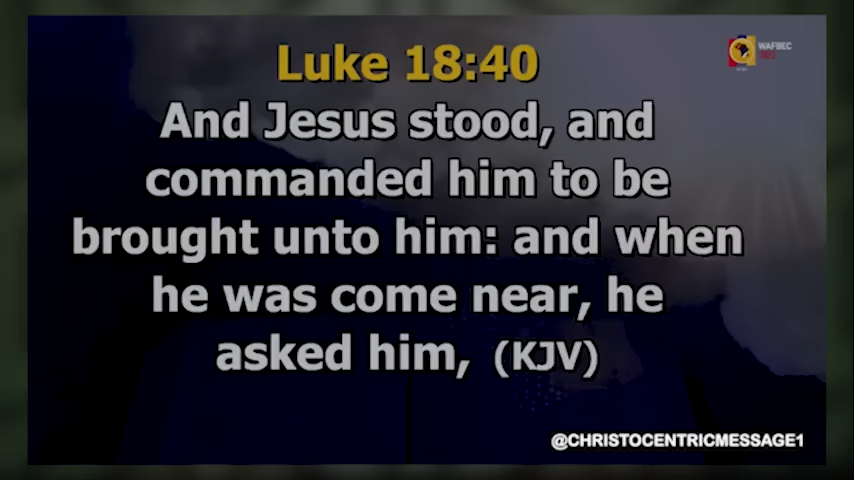 Luke 18:40
WAFBEC
And Jesus stood, and
commanded him to be
brought unto him: and when
he was come near, he
asked him, (KJV)
@CHRISTOCENTRICMESSAGE1